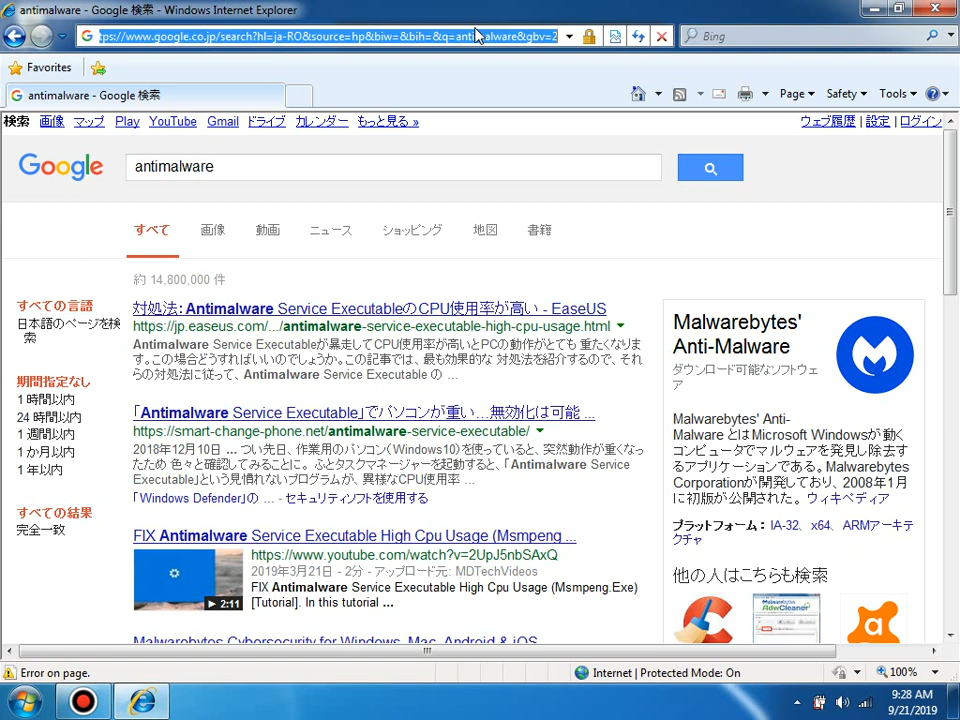 antimalware - Google 検索 - Windows Internet Explorer
tps://www.google.co.jp/search?hl=ja-RO&source=hp&biw=&bih=&q=antimalware&gbv=2
Bing
Favorites
antimalware - Google 検索
Page
Safety
Tools
検索 画像 マップ Play YouTube Gmail ドライブ カレンダー もっと見る »
ウェブ履歴 | 設定 | ログイン
Google
antimalware
すべて 画像 動画 ニュース ショッピング 地図 書籍
約 14,800,000 件
すべての言語
日本語のページを検
索
期間指定なし
1 時間以内
24 時間以内
1 週間以内
1 か月以内
1 年以内
すべての結果
完全一致
対処法: Antimalware Service ExecutableのCPU使用率が高い - EaseUS
https://jp.easeus.com/.../antimalware-service-executable-high-cpu-usage.html
Antimalware Service Executableが暴走してCPU使用率が高いとPCの動作がとても 重たくなりま
す。この場合どうすればいいのでしょうか。この記事では、最も効果的な 対処法を紹介するので、それ
らの対処法に従って、Antimalware Service Executable の ...
「Antimalware Service Executable」でパソコンが重い…無効化は可能 ...
https://smart-change-phone.net/antimalware-service-executable/
2018年12月10日 ... つい先日、作業用のパソコン（Windows10）を使っていると、突然動作が重くなっ
たため 色々と確認してみることに。 ふとタスクマネージャーを起動すると、「Antimalware Service
Executable」という見慣れないプログラムが、異様なCPU使用率 ...
「Windows Defender」の ... - セキュリティソフトを使用する
FIX Antimalware Service Executable High Cpu Usage (Msmpeng ...
https://www.youtube.com/watch?v=2UpJ5nbSAxQ
2019年3月21日 - 2分 - アップロード元: MDTechVideos
FIX Antimalware Service Executable High Cpu Usage (Msmpeng.Exe)
[Tutorial]. In this tutorial ...
2:11
Malwarebytes Cybersecurity for Windows, Mac, Android & iOS
Malwarebytes'
Anti-Malware
ダウンロード可能なソフトウェ
ア
Malwarebytes' Anti-
Malware とはMicrosoft Windowsが動く
コンピュータでマルウェアを発見し除去す
るアプリケーションである。Malwarebytes
Corporationが開発しており、2008年1月
に初版が公開された。 ウィキペディア
プラットフォーム： IA-32、 x64、 ARMアーキテ
クチャ
他の人はこちらも検索
Malwarebytes
AdwCleaner
a
Error on page.
Internet | Protected Mode: On
100%
9:28 AM
9/21/2019